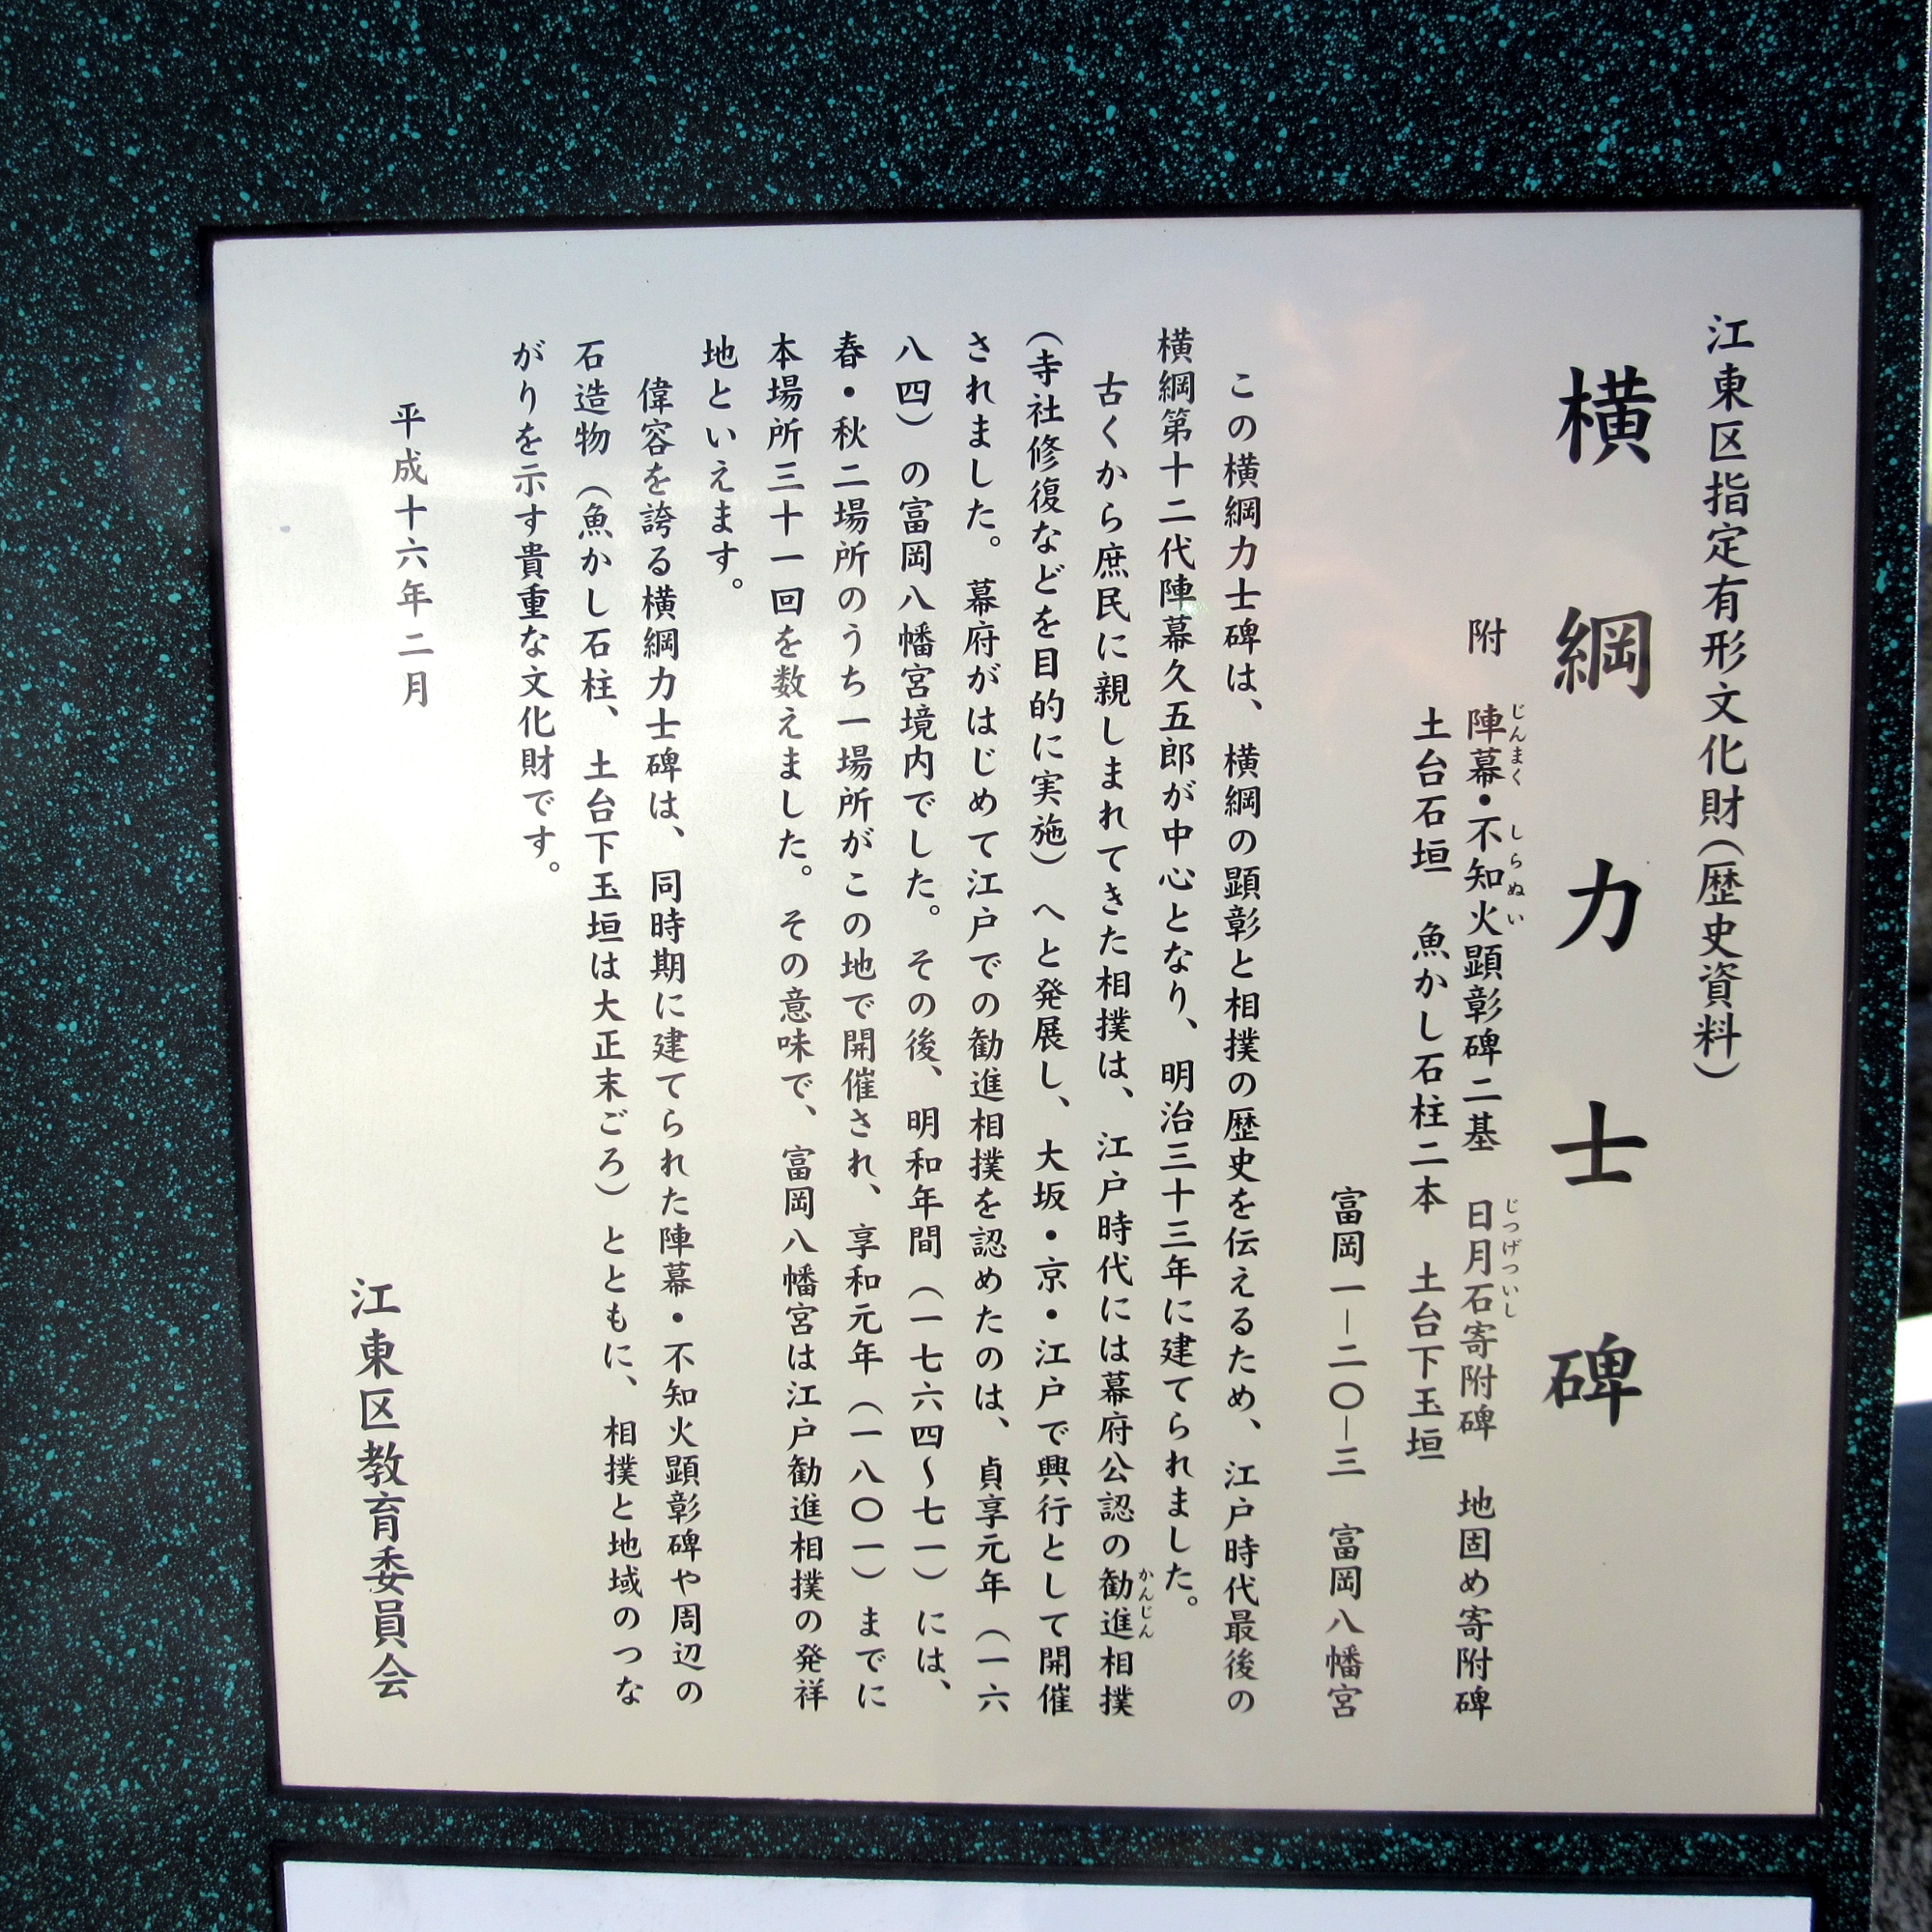 江東区指定有形文化財（歴史資料）
横綱力士碑
附　陣幕・不知火顕彰碑二基　日月石寄附碑　地固め寄附碑
じんまく　しらぬい　じつげついし
土台石垣　魚かし石柱二本　土台下玉垣
富岡一－二〇－三　富岡八幡宮
この横綱力士碑は、横綱の顕彰と相撲の歴史を伝えるため、江戸時代最後の
横綱第十二代陣幕久五郎が中心となり、明治三十三年に建てられました。
古くから庶民に親しまれてきた相撲は、江戸時代には幕府公認の勧進相撲
かんじん
（寺社修復などを目的に実施）へと発展し、大坂・京・江戸で興行として開催
されました。幕府がはじめて江戸での勧進相撲を認めたのは、貞享元年（一六
八四）の富岡八幡宮境内でした。その後、明和年間（一七六四～七一）には、
春・秋二場所のうち一場所がこの地で開催され、享和元年（一八〇一）までに
本場所三十一回を数えました。その意味で、富岡八幡宮は江戸勧進相撲の発祥
地といえます。
偉容を誇る横綱力士碑は、同時期に建てられた陣幕・不知火顕彰碑や周辺の
石造物（魚かし石柱、土台下玉垣は大正末ごろ）とともに、相撲と地域のつな
がりを示す貴重な文化財です。
平成十六年二月
江東区教育委員会